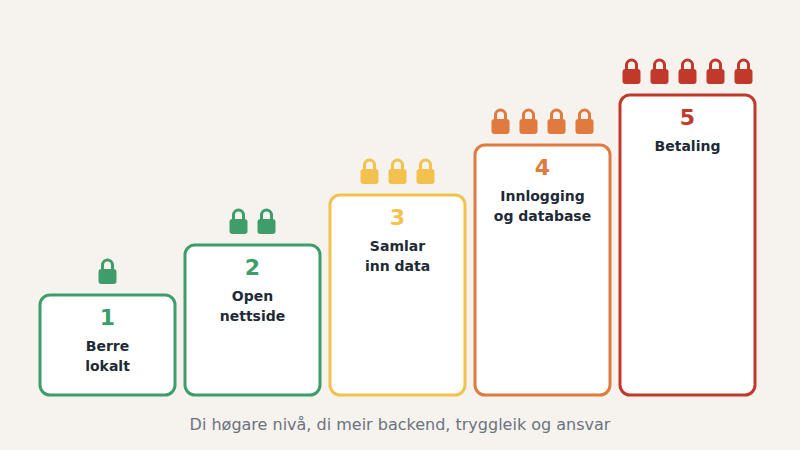 1
Berre
lokalt
2
Open
nettside
3
Samlar
inn data
4
Innlogging
og database
5
Betaling
Di høgare nivå, di meir backend, tryggleik og ansvar